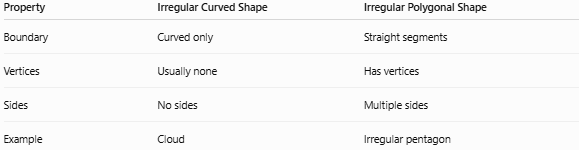 Property Irregular Curved Shape Irregular Polygonal Shape
Boundary Curved only Straight segments
Vertices Usually none Has vertices
Sides No sides Multiple sides
Example Cloud Irregular pentagon